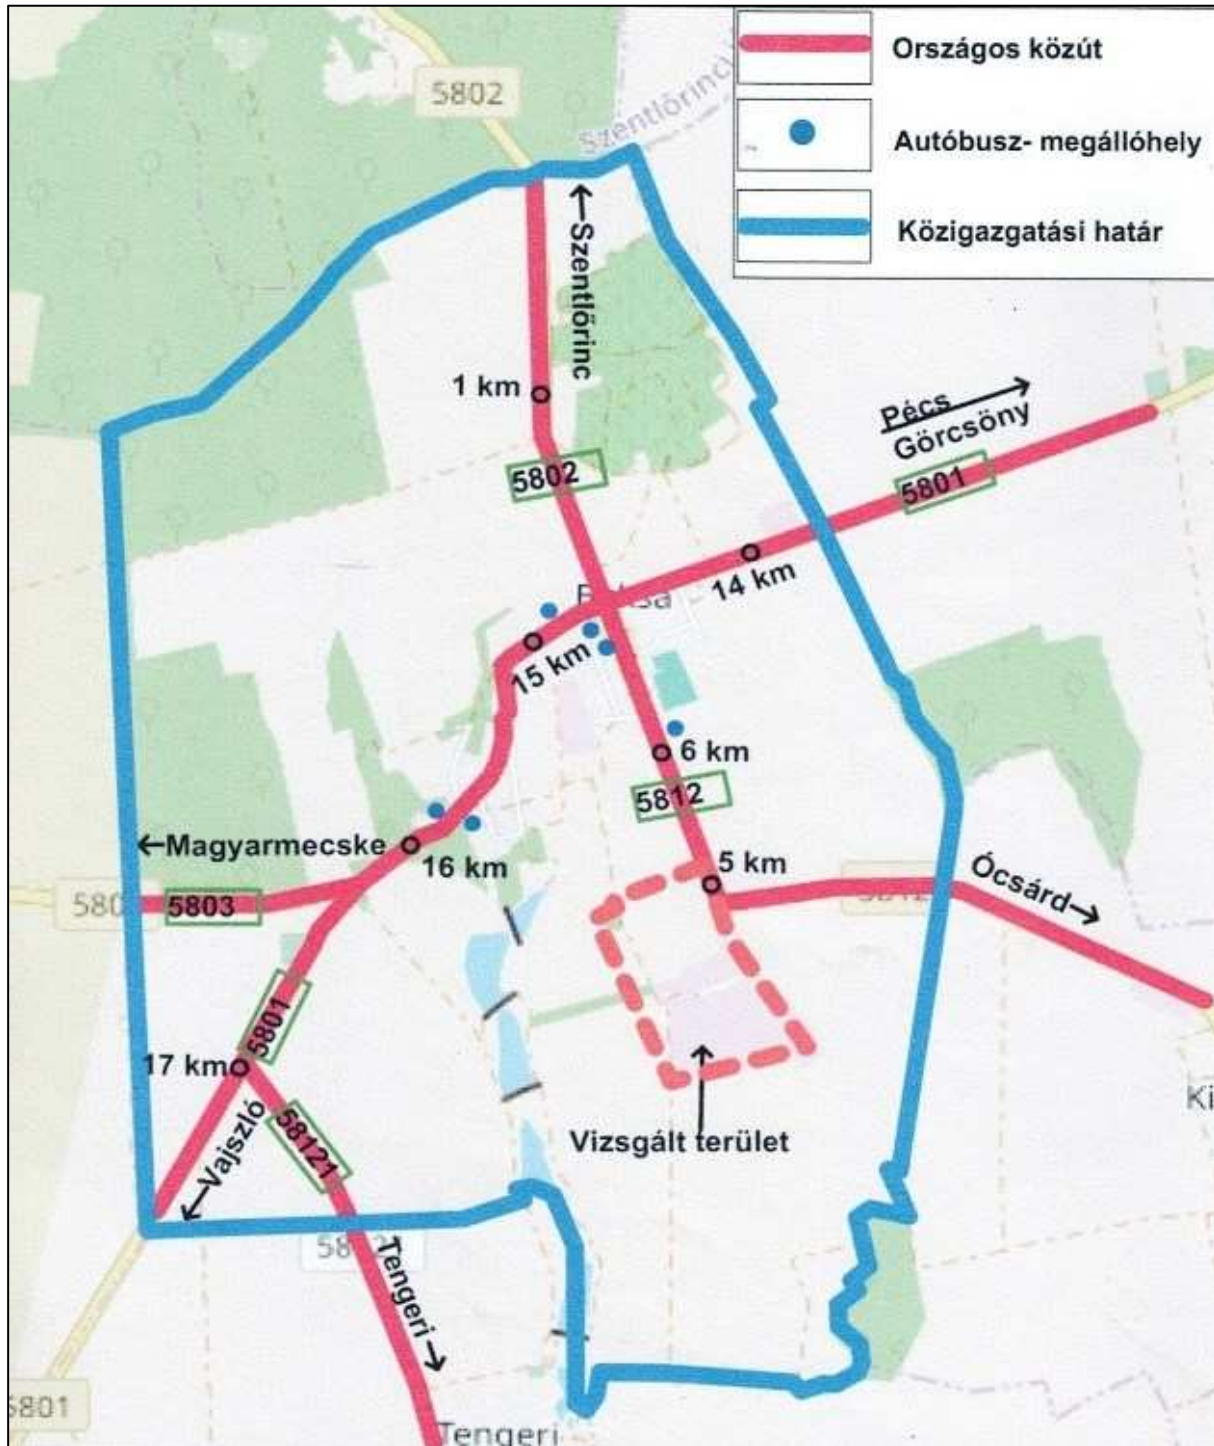 Országos közút
Autóbusz- megállóhely
Közigazgatási határ
5802
Szentlőrinc
Szentlőrinc
1 km
5802
Pécs
Görcsöny
5801
14 km
15 km
6 km
5812
Magyarmecske
16 km
5 km
5803
Ócsárd
5801
17 km
Vajszló
58121
Vizsgált terület
Ki
Tengeri
5801
Tengeri